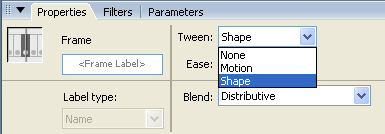 Properties Filters Parameters
Frame
<Frame Label>
Label type:
Name
Tween: Shape
None
Motion
Shape
Ease:
Blend: Distributive